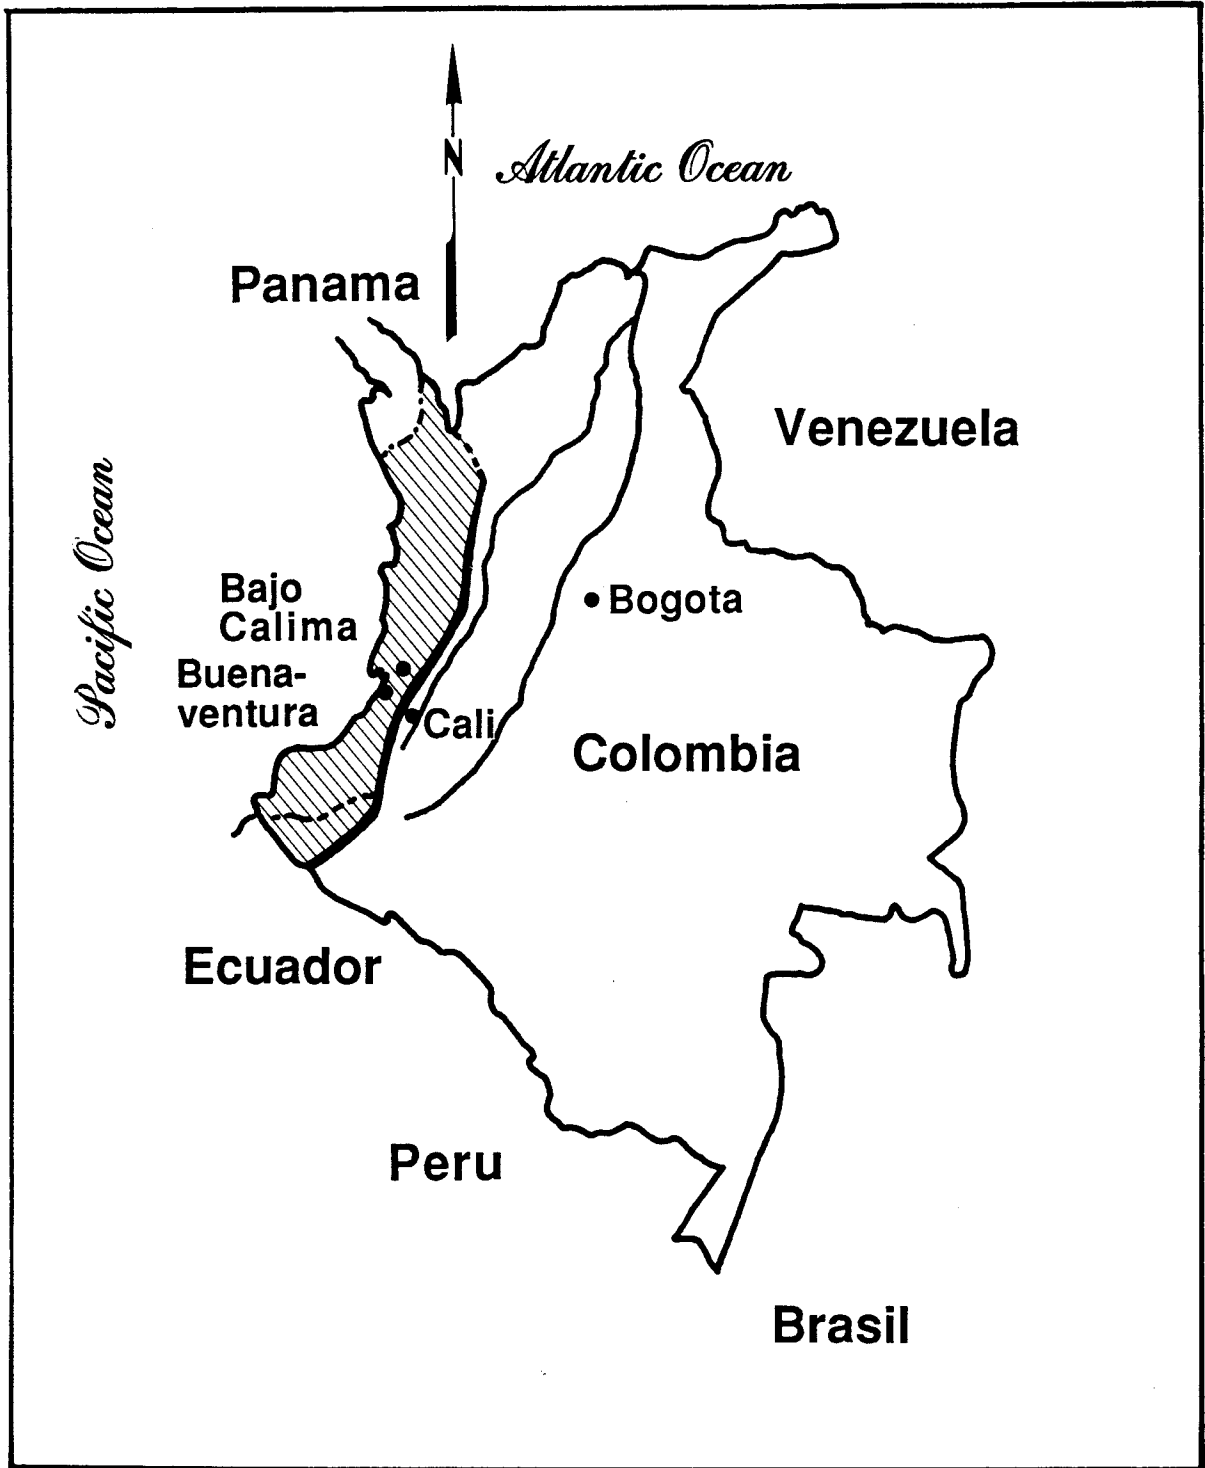 N
Atlantic Ocean
Panama
Venezuela
Pacific Ocean
Bajo
Calima
Bogota
Buena-
ventura
Cali
Colombia
Ecuador
Peru
Brasil